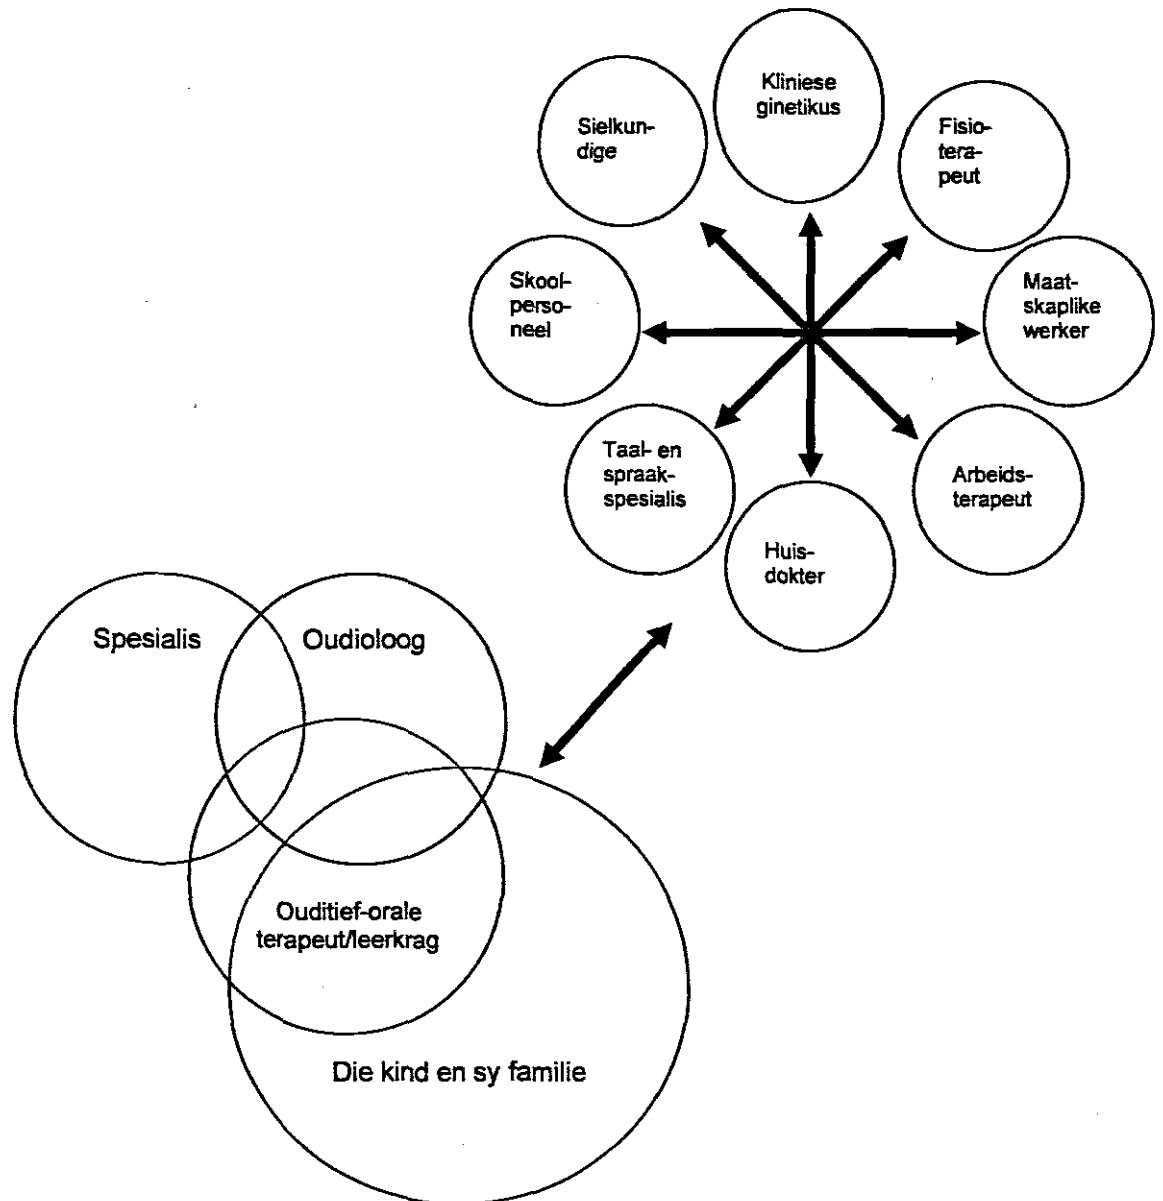 Kliniese
ginetikus
Sielkun-
dige
Fisio-
tera-
peut
Skool-
perso-
neel
Maat-
skaplike
werker
Taal- en
spraak-
spesialis
Arbeids-
terapeut
Huis-
dokter
Spesialis
Oudioloog
Ouditief-orale
terapeut/leerkrag
Die kind en sy familie